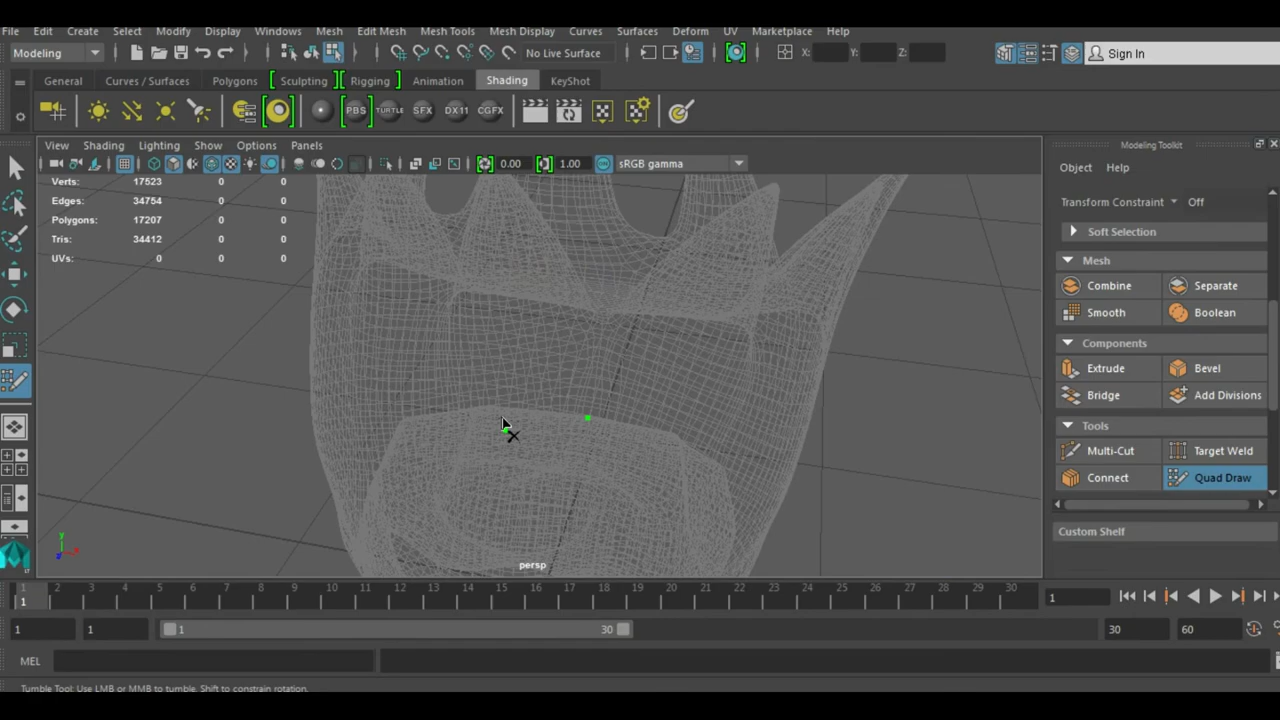 File Edit Create Select Modify Display Windows Mesh Edit Mesh Mesh Tools Mesh Display Curves Surfaces Deform UV Marketplace
Modeling No Live Surface X: Y: Z: Sign In
General Curves / Surfaces Polygons Sculpting Rigging Animation Shading KeyShot
PBS TURTLE SFX DX11 CGFX
View Shading Lighting Show Options Panels
0.00 1.00 sRGB gamma
Verts: 17523 0 0
Edges: 34754 0 0
Polygons: 17207 0 0
Tris: 34412 0 0
UVs: 0 0 0
y
x
z
persp
Modeling Toolkit
Object Help
Transform Constraint Off
Soft Selection
Mesh
Combine Separate
Smooth Boolean
Components
Extrude Bevel
Bridge Add Divisions
Tools
Multi-Cut Target Weld
Connect Quad Draw
Custom Shelf
1 2 3 4 5 6 7 8 9 10 11 12 13 14 15 16 17 18 19 20 21 22 23 24 25 26 27 28 29 30
1 1
1 1 1 30 30 60
MEL
Tumble Tool: Use LMB or MMB to tumble. Shift to constrain rotation.